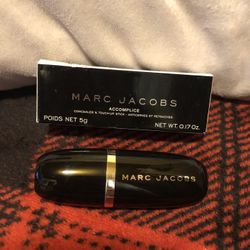 MARC JACOBS
ACCOMPLICE
CONCEALER & TOUCH-UP STICK - ANTICERNES ET RETOUCHES
POIDS NET 5g
NET WT. 0.17 Oz.
MARC JACOBS